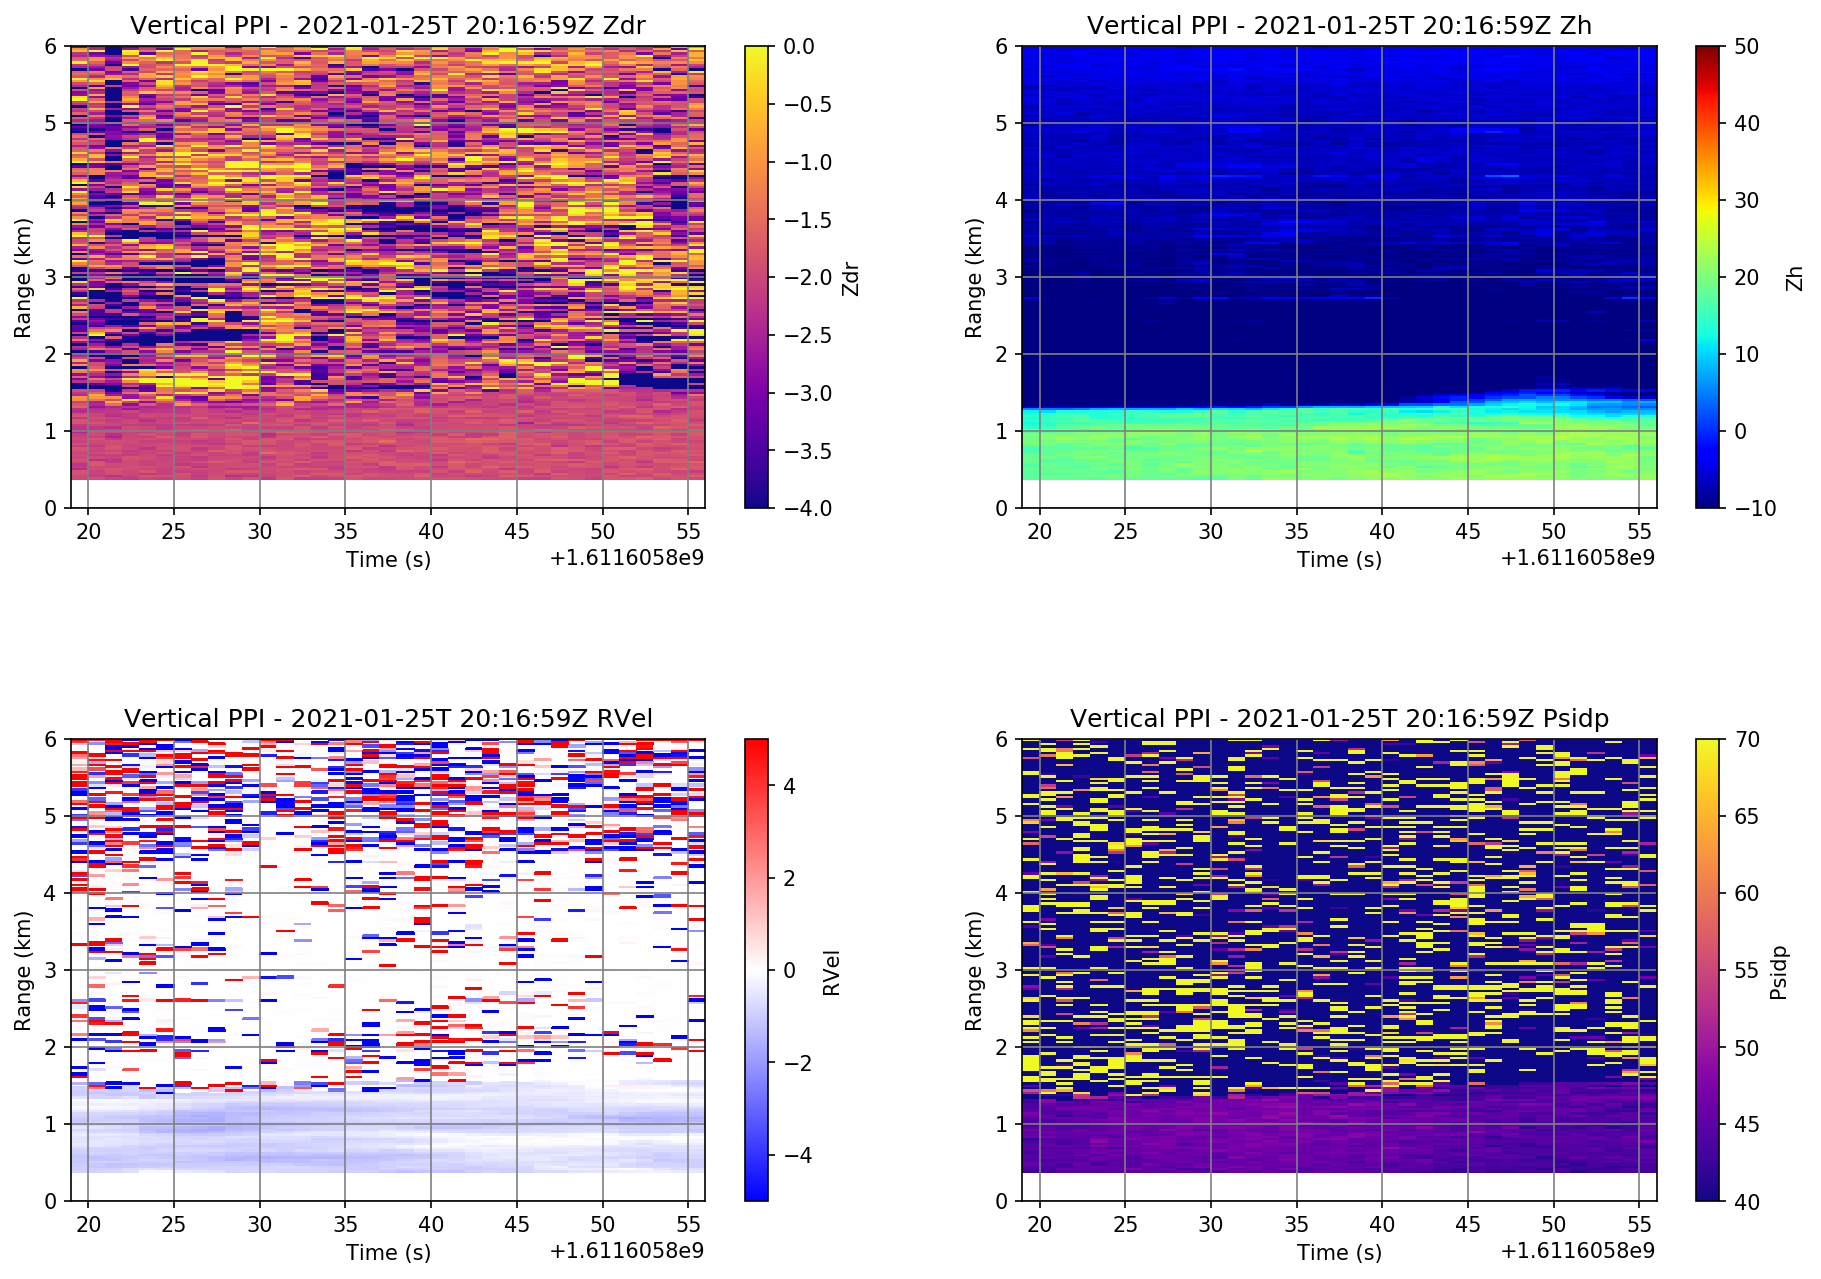 Vertical PPI - 2021-01-25T 20:16:59Z Zdr
6
5
4
3
2
1
0
Range (km)
20 25 30 35 40 45 50 55
Time (s)
+1.6116058e9
0.0
−0.5
−1.0
−1.5
−2.0
−2.5
−3.0
−3.5
−4.0
Zdr
Vertical PPI - 2021-01-25T 20:16:59Z Zh
6
5
4
3
2
1
0
Range (km)
20 25 30 35 40 45 50 55
Time (s)
+1.6116058e9
50
40
30
20
10
0
−10
Zh
Vertical PPI - 2021-01-25T 20:16:59Z RVel
6
5
4
3
2
1
0
Range (km)
20 25 30 35 40 45 50 55
Time (s)
+1.6116058e9
4
2
0
−2
−4
RVel
Vertical PPI - 2021-01-25T 20:16:59Z Psidp
6
5
4
3
2
1
0
Range (km)
20 25 30 35 40 45 50 55
Time (s)
+1.6116058e9
70
65
60
55
50
45
40
Psidp